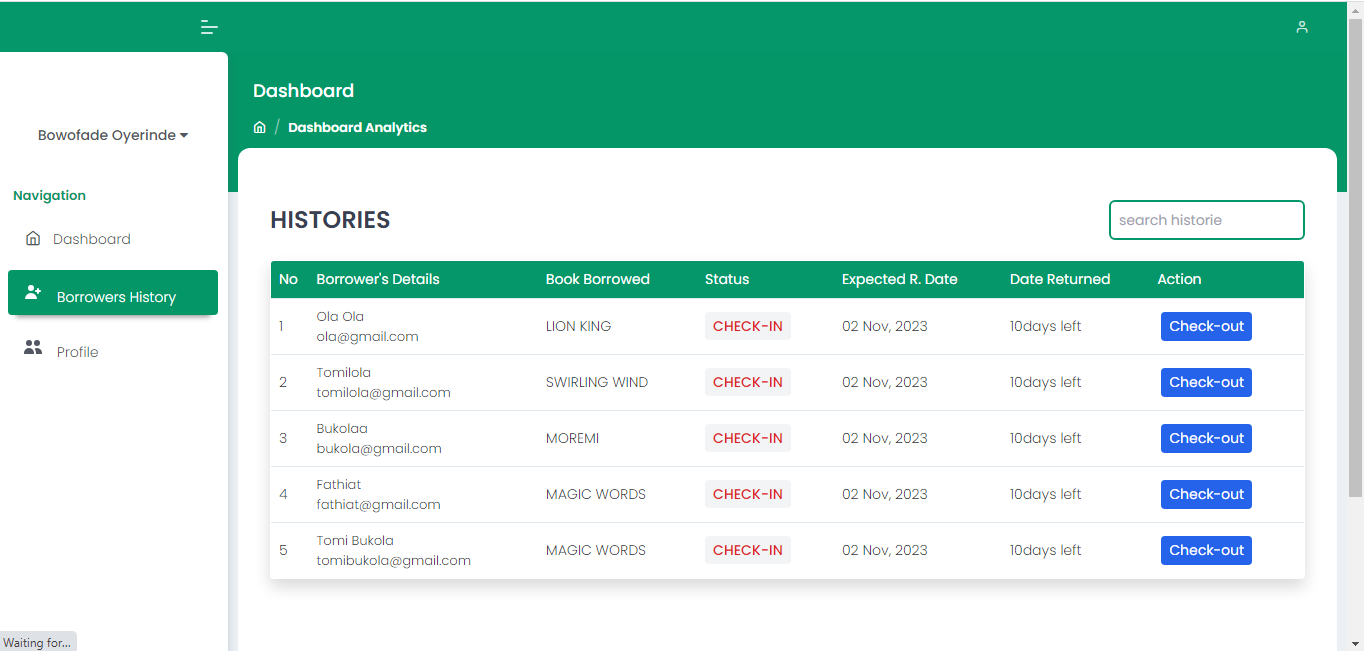 Dashboard
/ Dashboard Analytics
Bowofade Oyerinde
Navigation
Dashboard
Borrowers History
Profile
HISTORIES
search historie
No Borrower's Details Book Borrowed Status Expected R. Date Date Returned Action
1 Ola Ola LION KING CHECK-IN 02 Nov, 2023 10days left Check-out
ola@gmail.com
2 Tomilola SWIRLING WIND CHECK-IN 02 Nov, 2023 10days left Check-out
tomilola@gmail.com
3 Bukolaa MOREMI CHECK-IN 02 Nov, 2023 10days left Check-out
bukola@gmail.com
4 Fathiat MAGIC WORDS CHECK-IN 02 Nov, 2023 10days left Check-out
fathiat@gmail.com
5 Tomi Bukola MAGIC WORDS CHECK-IN 02 Nov, 2023 10days left Check-out
tomibukola@gmail.com
Waiting for...